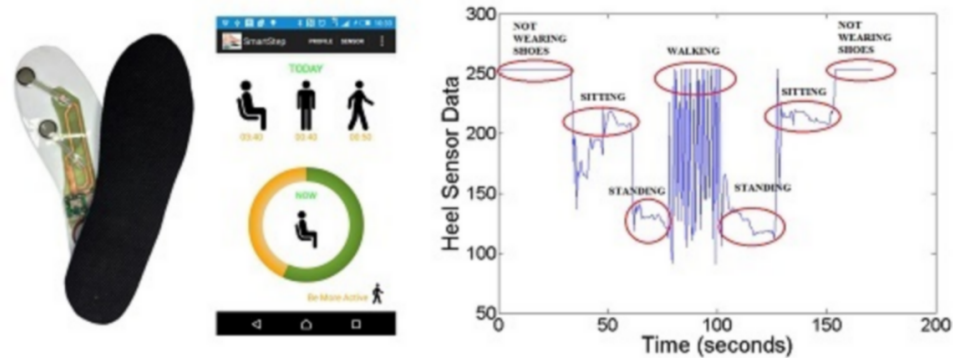 16:03
SmartStep PROFILE SENSOR
TODAY
03:40 00:50
NOW
Be More Active
Heel Sensor Data
300
250
200
150
100
50
NOT
WEARING
SHOES
SITTING
STANDING
WALKING
STANDING
SITTING
NOT
WEARING
SHOES
0 50 100 150 200
Time (seconds)